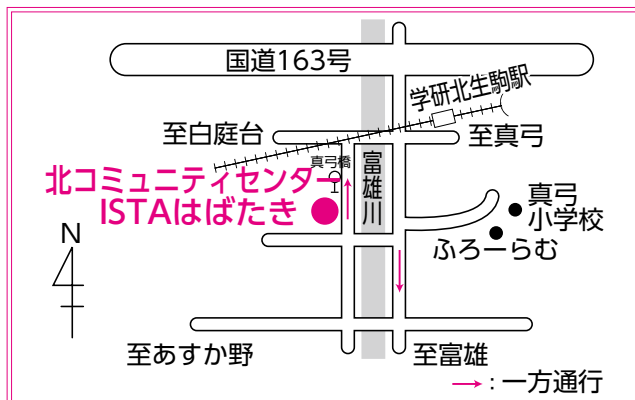 国道163号
学研北生駒駅
至白庭台
至真弓
真弓橋
北コミュニティセンター
ISTAはばたき
富雄川
真弓
小学校
ふろーらむ
N
至あすか野
至富雄
→：一方通行